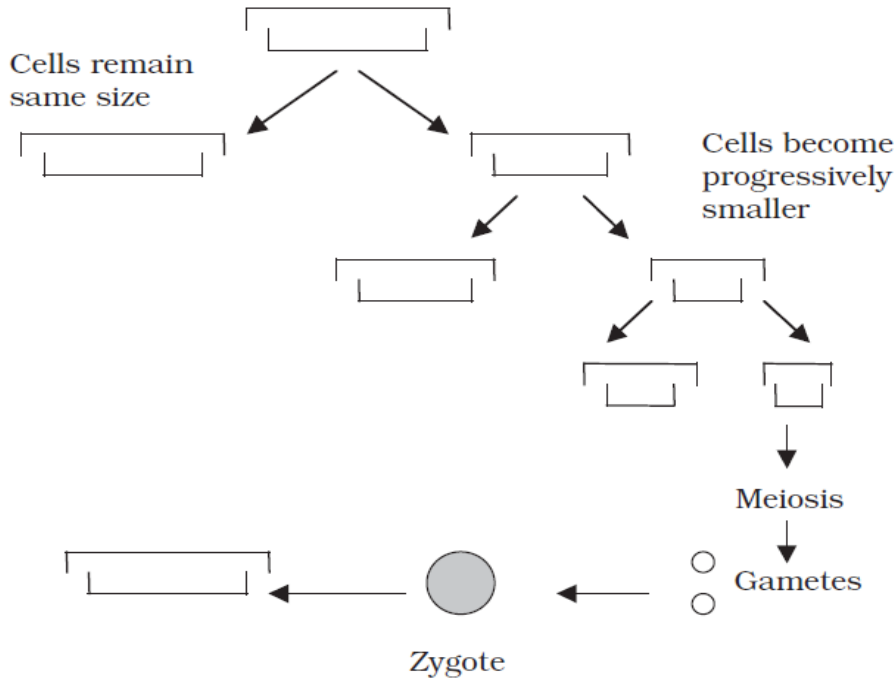 Cells remain
same size
Cells become
progressively
smaller
Meiosis
Gametes
Zygote